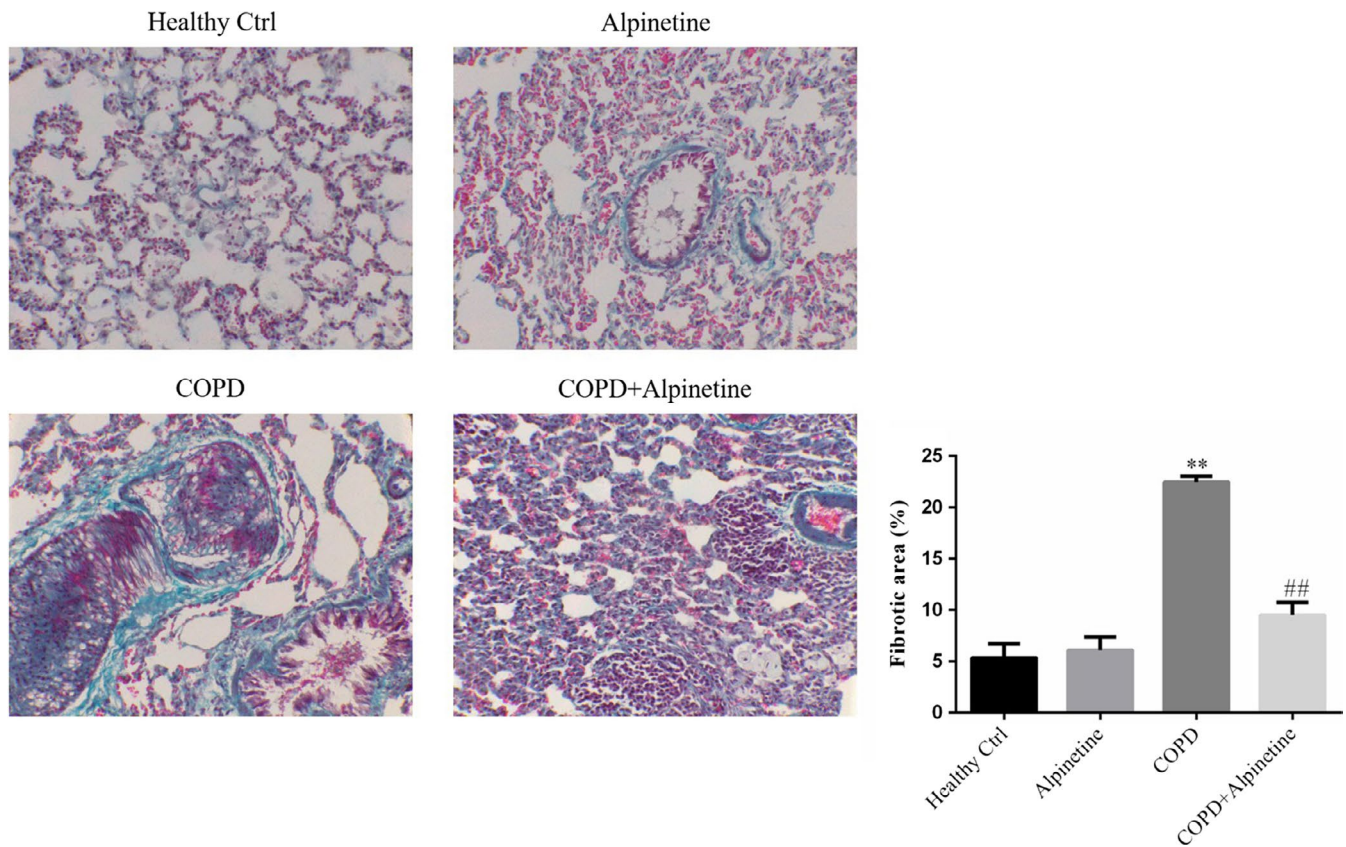 Healthy Ctrl
Alpinetine
COPD
COPD+Alpinetine
Fibrotic area (%)
25
20
15
10
5
0
**
##
Healthy Ctrl
Alpinetine
COPD
COPD+Alpinetine